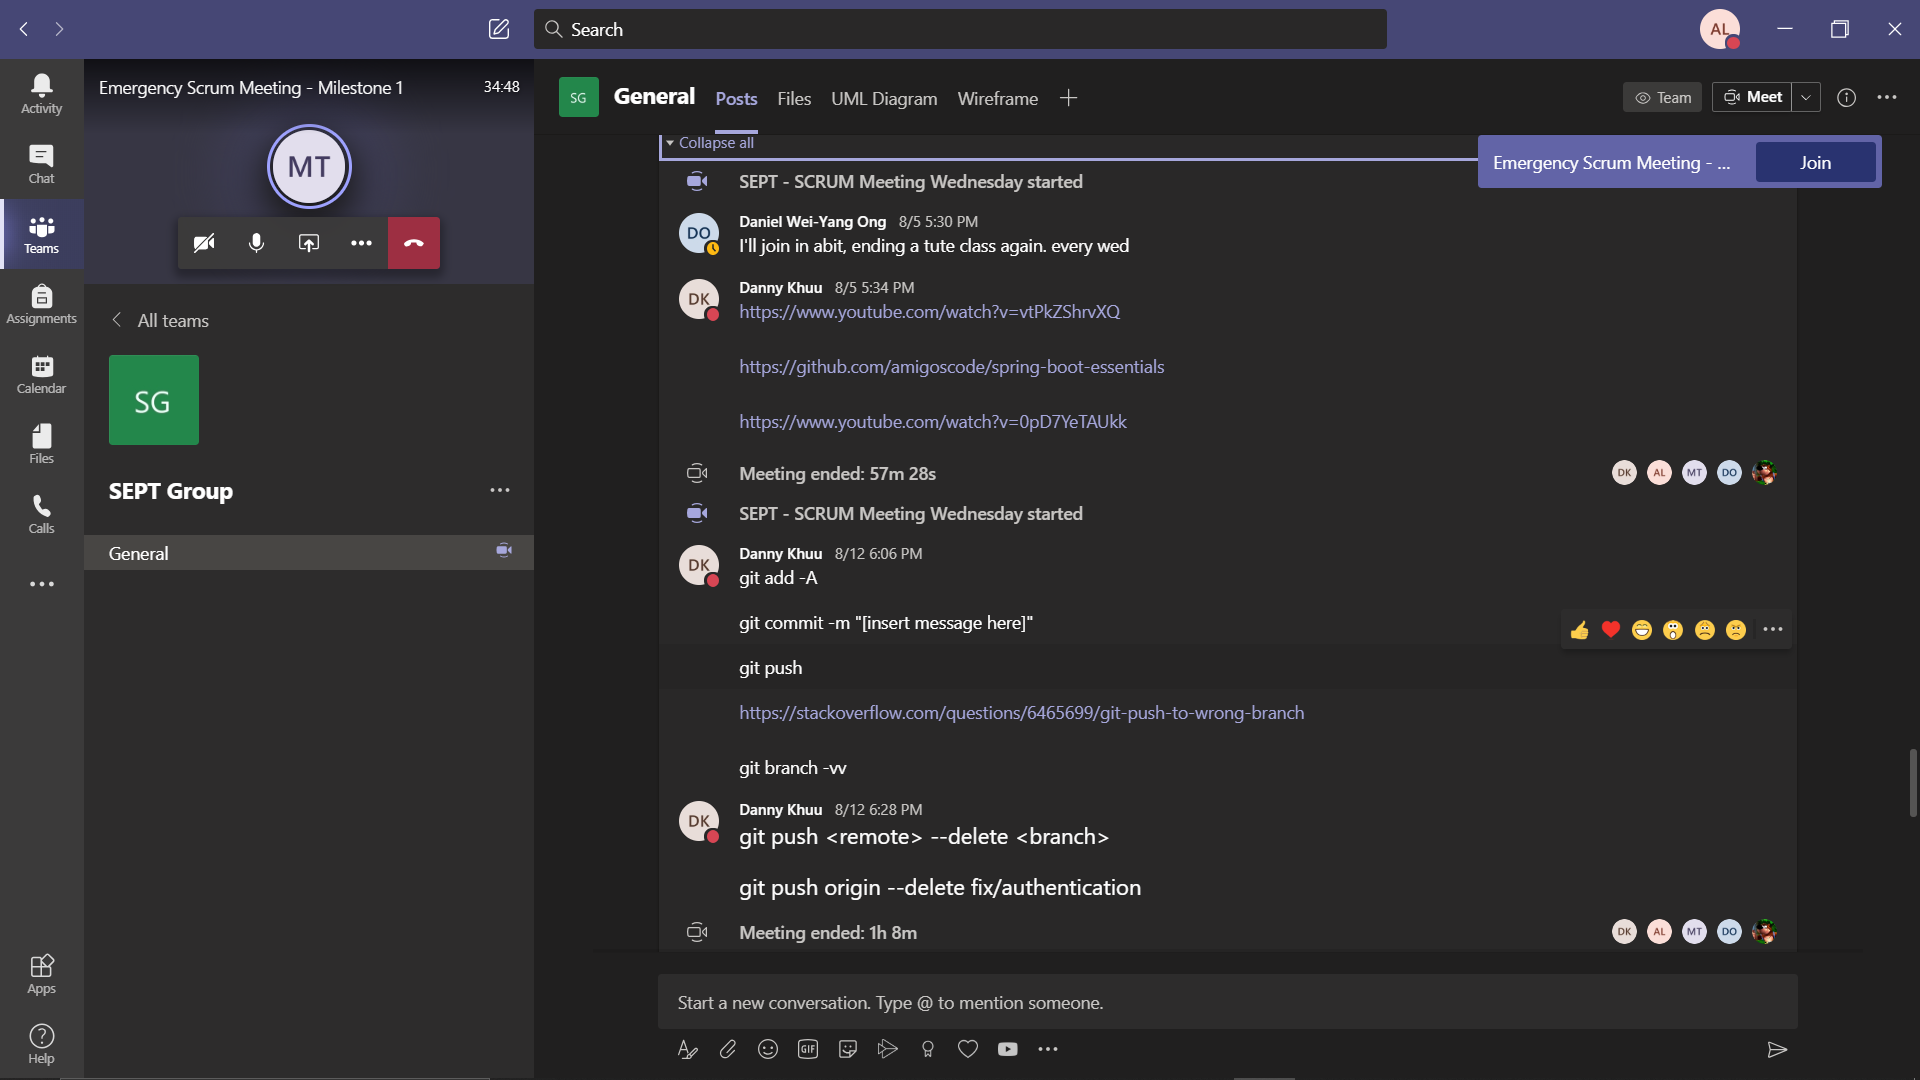 Search
AL
Activity
Chat
Teams
Assignments
Calendar
Files
Calls
Apps
Help
Emergency Scrum Meeting - Milestone 1
34:48
MT
All teams
SG
SEPT Group
General
SG
General
Posts
Files
UML Diagram
Wireframe
Team
Meet
Collapse all
Emergency Scrum Meeting - ...
Join
SEPT - SCRUM Meeting Wednesday started
DO
Daniel Wei-Yang Ong 8/5 5:30 PM
I'll join in abit, ending a tute class again. every wed
DK
Danny Khuu 8/5 5:34 PM
https://www.youtube.com/watch?v=vtPkZShrvXQ
https://github.com/amigoscode/spring-boot-essentials
https://www.youtube.com/watch?v=0pD7YeTAUkk
Meeting ended: 57m 28s
DK AL MT DO
SEPT - SCRUM Meeting Wednesday started
DK
Danny Khuu 8/12 6:06 PM
git add -A
git commit -m "[insert message here]"
git push
https://stackoverflow.com/questions/6465699/git-push-to-wrong-branch
git branch -vv
DK
Danny Khuu 8/12 6:28 PM
git push <remote> --delete <branch>
git push origin --delete fix/authentication
Meeting ended: 1h 8m
DK AL MT DO
Start a new conversation. Type @ to mention someone.
GIF